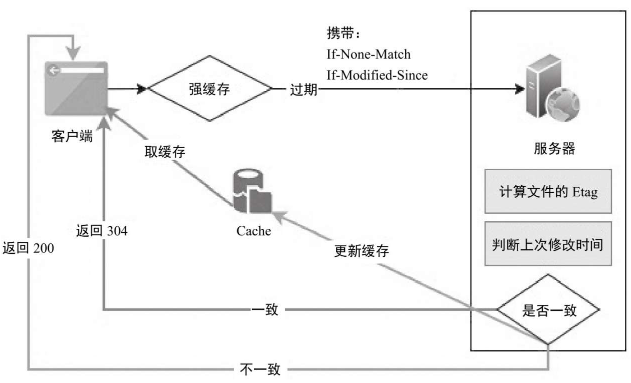 携带：
If-None-Match
If-Modified-Since
强缓存
过期
客户端
服务器
取缓存
计算文件的 Etag
Cache
返回 304
返回 200
更新缓存
判断上次修改时间
一致
是否一致
不一致